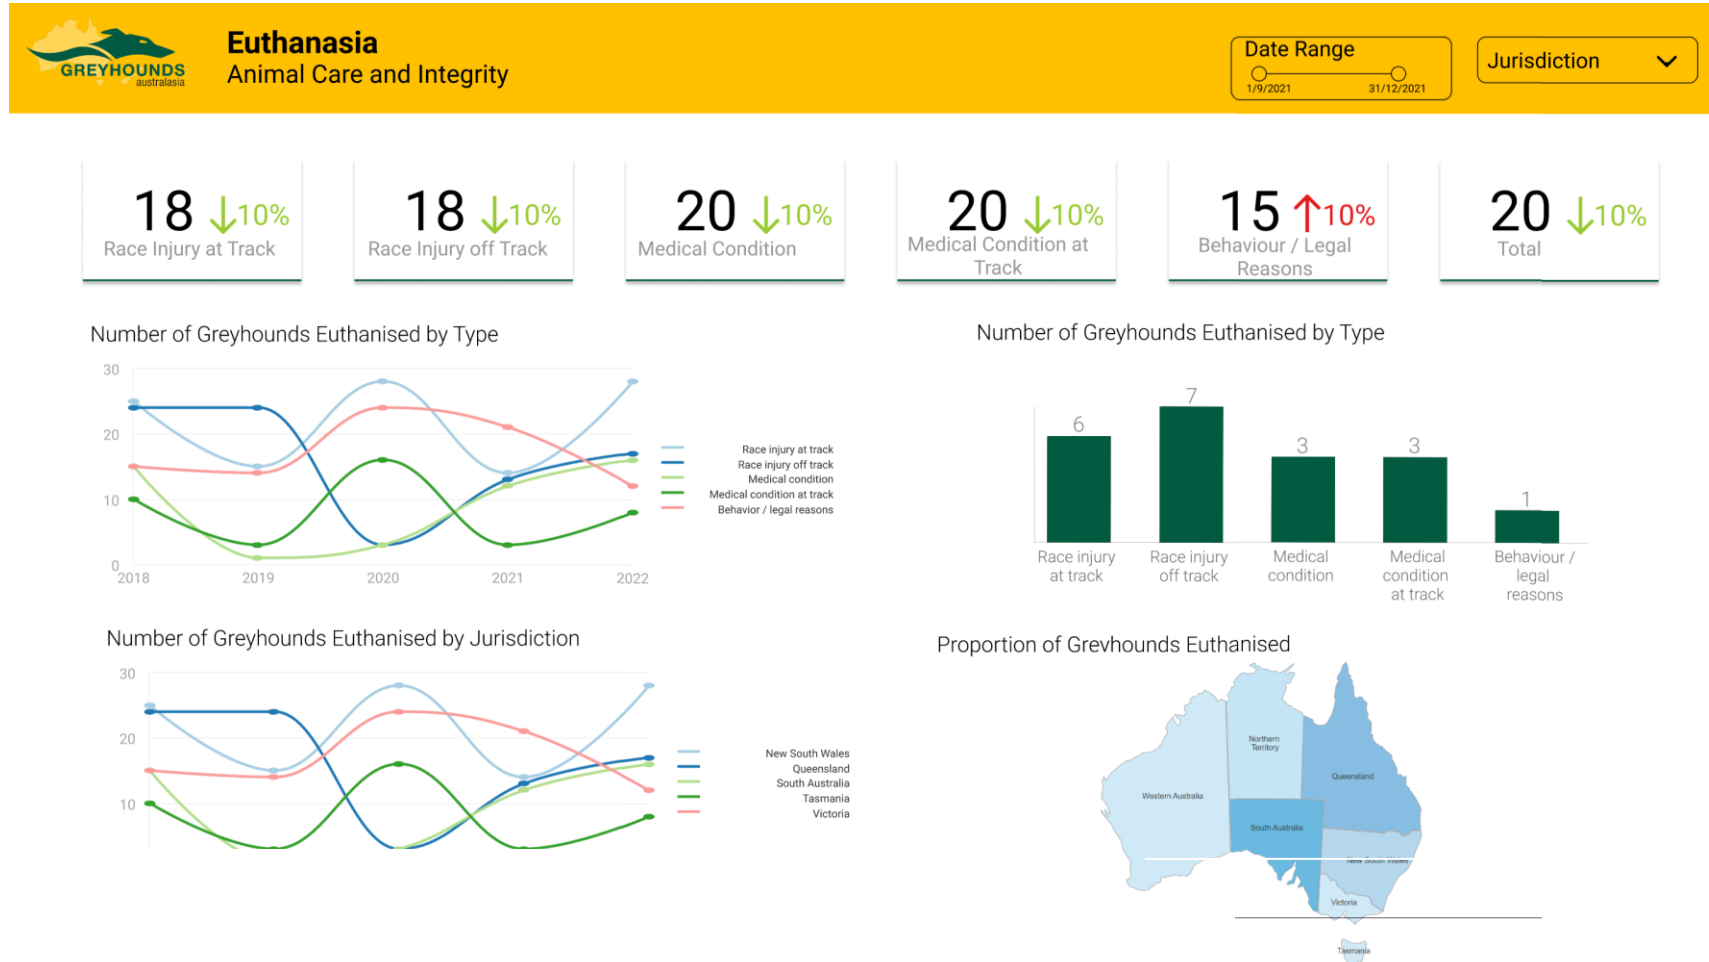 GREYHOUNDS
australasia
Euthanasia
Animal Care and Integrity
Date Range
1/9/2021
31/12/2021
Jurisdiction
18 ↓10%
Race Injury at Track
18 ↓10%
Race Injury off Track
20 ↓10%
Medical Condition
20 ↓10%
Medical Condition at
Track
15 ↑10%
Behaviour / Legal
Reasons
20 ↓10%
Total
Number of Greyhounds Euthanised by Type
30
20
10
0
2018
2019
2020
2021
2022
Race injury at track
Race injury off track
Medical condition
Medical condition at track
Behavior / legal reasons
Number of Greyhounds Euthanised by Type
6
7
3
3
1
Race injury
at track
Race injury
off track
Medical
condition
Medical
condition
at track
Behaviour /
legal
reasons
Number of Greyhounds Euthanised by Jurisdiction
30
20
10
New South Wales
Queensland
South Australia
Tasmania
Victoria
Proportion of Greyhounds Euthanised
Northern
Territory
Queensland
Western Australia
South Australia
New South Wales
Victoria
Tasmania